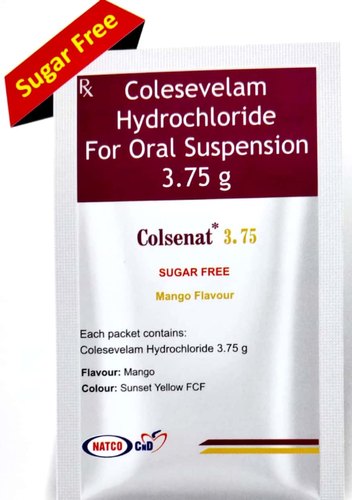 Sugar Free
Rx
Colesevelam
Hydrochloride
For Oral Suspension
3.75 g
Colsenat* 3.75
SUGAR FREE
Mango Flavour
Each packet contains:
Colesevelam Hydrochloride 3.75 g
Flavour: Mango
Colour: Sunset Yellow FCF
NATCO CnD